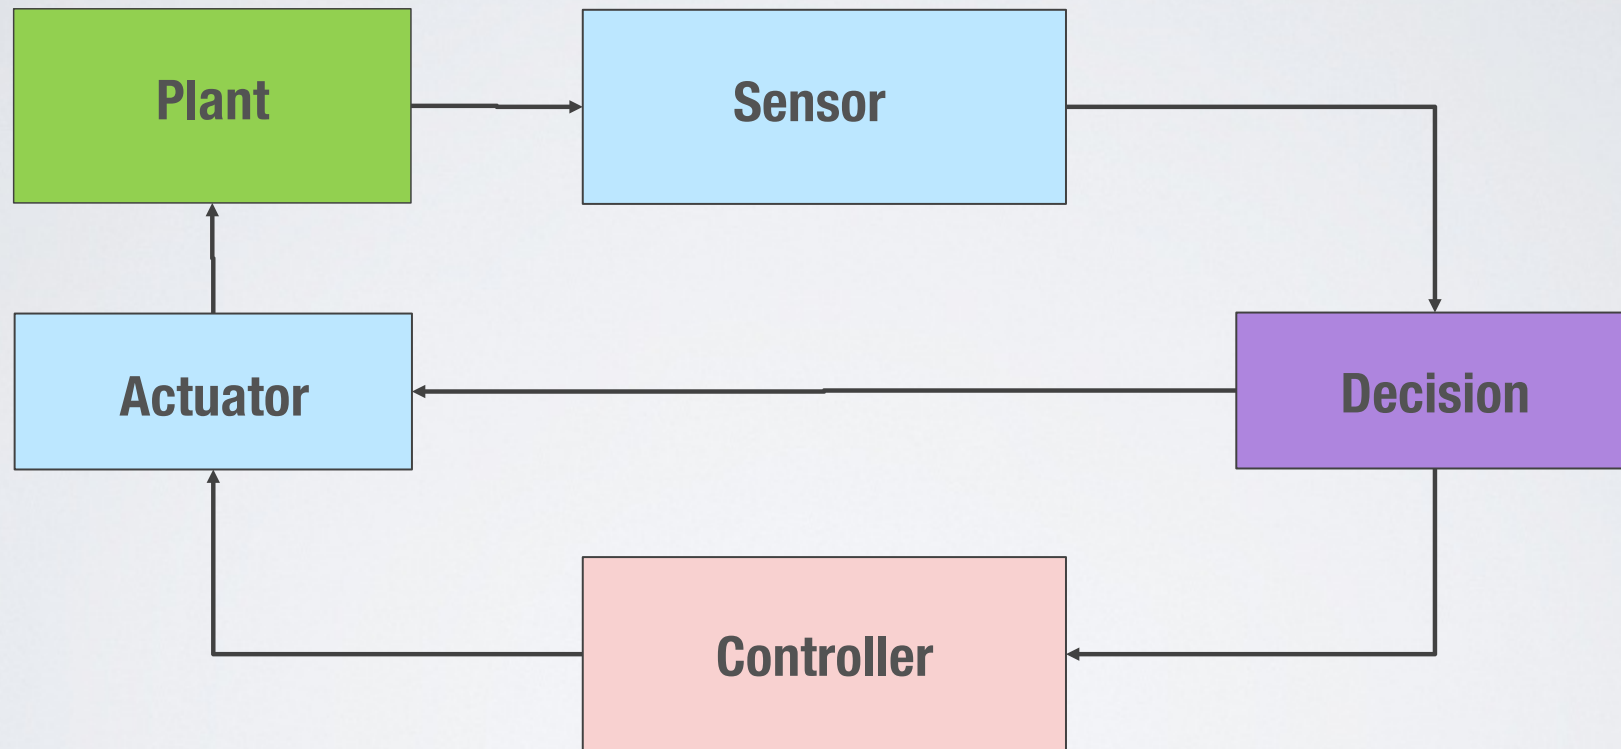 Plant
Sensor
Actuator
Decision
Controller